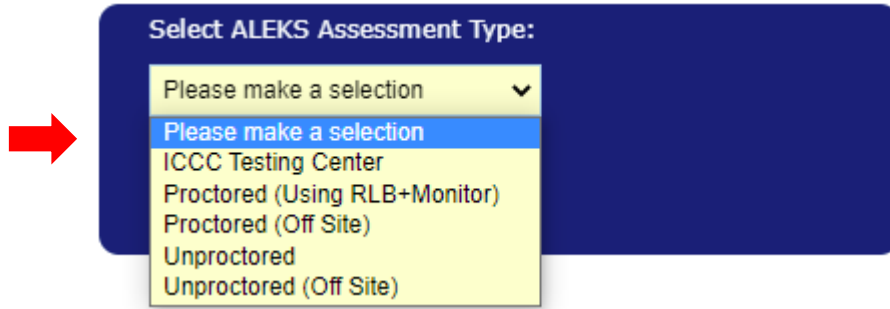 Select ALEKS Assessment Type:
Please make a selection
Please make a selection
ICCC Testing Center
Proctored (Using RLB+Monitor)
Proctored (Off Site)
Unproctored
Unproctored (Off Site)